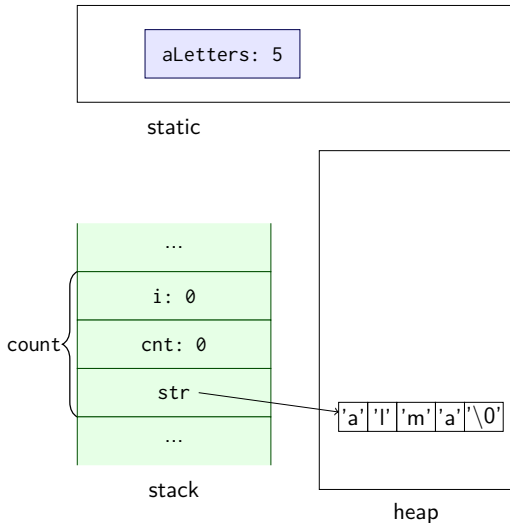 aLetters: 5
static
...
i: 0
count
cnt: 0
str
'a' 'l' 'm' 'a' '\0'
...
stack
heap